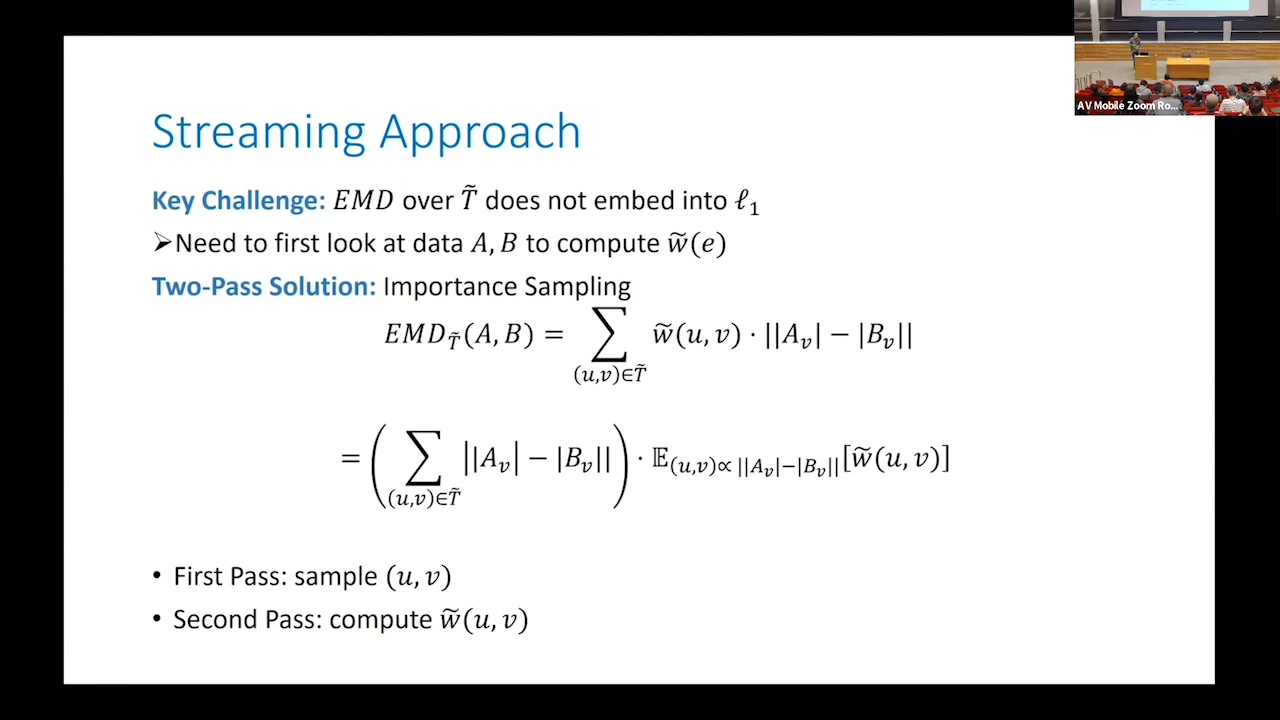 AV Mobile Zoom Ro...
Streaming Approach
Key Challenge: EMD over T̃ does not embed into ℓ₁
➢Need to first look at data A, B to compute w̃(e)
Two-Pass Solution: Importance Sampling
EMD_T̃(A, B) = ∑_{(u,v)∈T̃} w̃(u, v) · ||A_v| − |B_v||
= (∑_{(u,v)∈T̃} ||A_v| − |B_v||) · 𝔼_{(u,v)∝ ||A_v|−|B_v||}[w̃(u, v)]
• First Pass: sample (u, v)
• Second Pass: compute w̃(u, v)